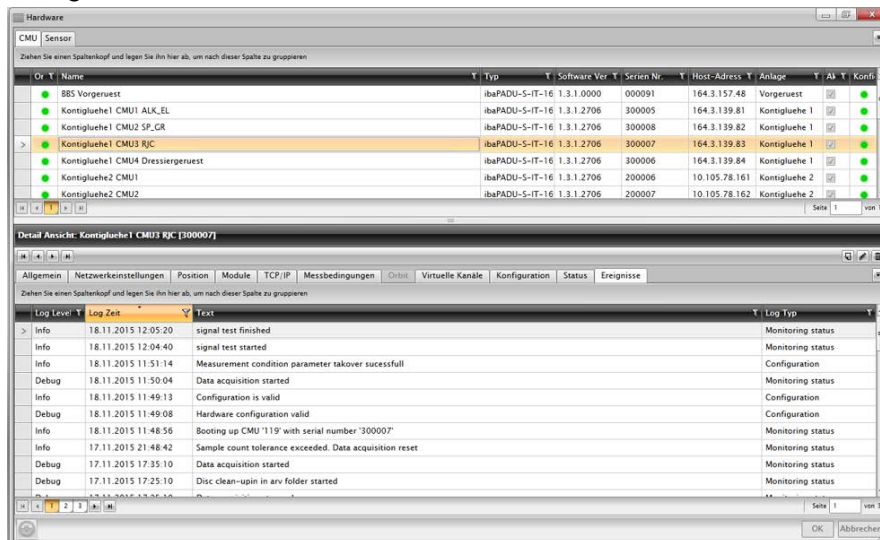 Hardware
CMU Sensor
Ziehen Sie einen Spaltenkopf und legen Sie ihn hier ab, um nach dieser Spalte zu gruppieren
Or Name Typ Software Ver Serien Nr. Host-Adress Anlage Ak Konfi
BBS Vorgeruest ibaPADU-S-IT-16 1.3.1.0000 000091 164.3.157.48 Vorgeruest
Kontigluehe1 CMU1 ALK_EL ibaPADU-S-IT-16 1.3.1.2706 300005 164.3.139.81 Kontigluehe 1
Kontigluehe1 CMU2 SP_GR ibaPADU-S-IT-16 1.3.1.2706 300008 164.3.139.82 Kontigluehe 1
Kontigluehe1 CMU3 RJC ibaPADU-S-IT-16 1.3.1.2706 300007 164.3.139.83 Kontigluehe 1
Kontigluehe1 CMU4 Dressiergeruest ibaPADU-S-IT-16 1.3.1.2706 300006 164.3.139.84 Kontigluehe 1
Kontigluehe2 CMU1 ibaPADU-S-IT-16 1.3.1.2706 200006 10.105.78.161 Kontigluehe 2
Kontigluehe2 CMU2 ibaPADU-S-IT-16 1.3.1.2706 200007 10.105.78.162 Kontigluehe 2
1 Seite 1 von 1
Detail Ansicht: Kontigluehe1 CMU3 RJC [300007]
Allgemein Netzwerkeinstellungen Position Module TCP/IP Messbedingungen Orbit Virtuelle Kanäle Konfiguration Status Ereignisse
Ziehen Sie einen Spaltenkopf und legen Sie ihn hier ab, um nach dieser Spalte zu gruppieren
Log Level Log Zeit Text Log Typ
Info 18.11.2015 12:05:20 signal test finished Monitoring status
Info 18.11.2015 12:04:40 signal test started Monitoring status
Info 18.11.2015 11:51:14 Measurement condition parameter takover sucessfull Configuration
Debug 18.11.2015 11:50:04 Data acquisition started Monitoring status
Info 18.11.2015 11:49:13 Configuration is valid Configuration
Debug 18.11.2015 11:49:08 Hardware configuration valid Configuration
Info 18.11.2015 11:48:56 Booting up CMU '119' with serial number '300007' Monitoring status
Info 17.11.2015 21:48:42 Sample count tolerance exceeded. Data acquisition reset Monitoring status
Debug 17.11.2015 17:35:10 Data acquisition started Monitoring status
Debug 17.11.2015 17:25:10 Disc clean-upin in arv folder started Monitoring status
1 2 3 Seite 1 von 3
OK Abbrechen